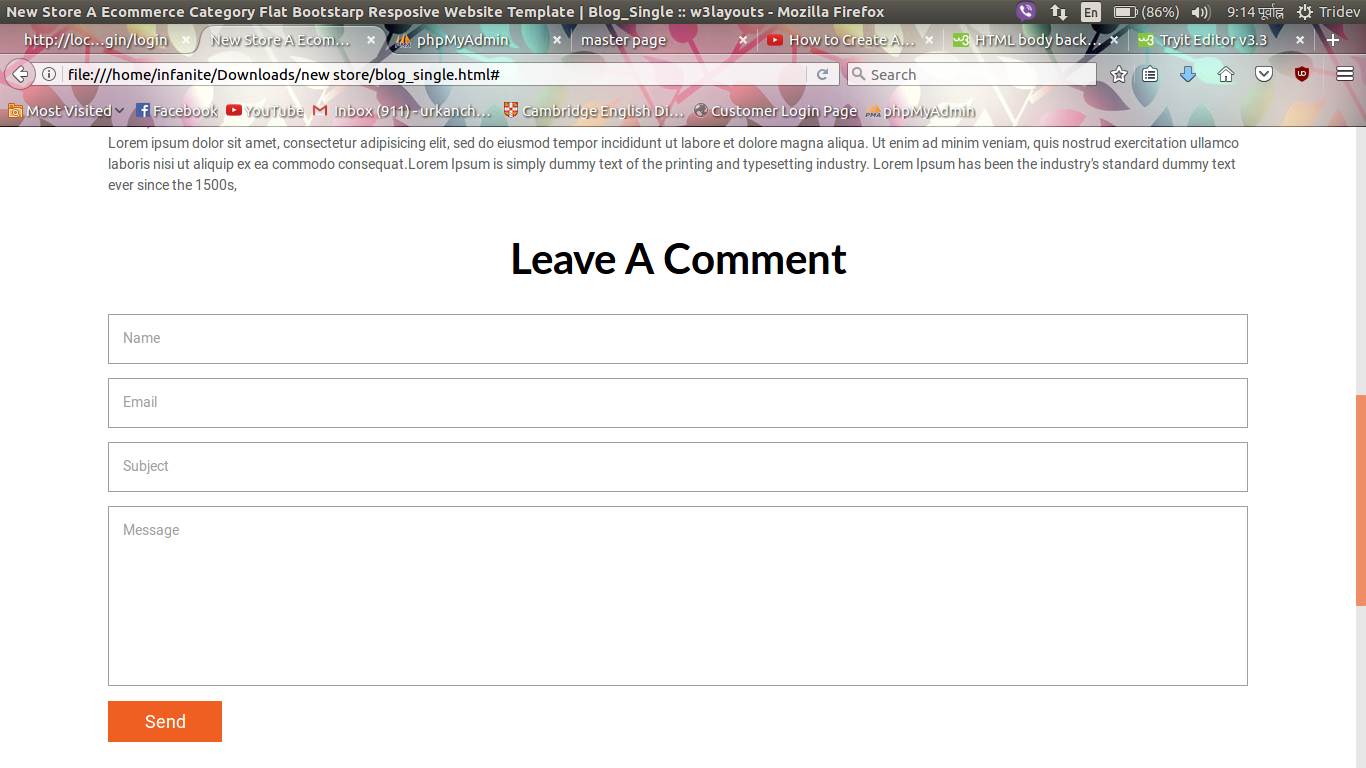 New Store A Ecommerce Category Flat Bootstarp Resposive Website Template | Blog_Single :: w3layouts - Mozilla Firefox En (86%) 9:14 पूर्वाह्न Tridev
http://loc...gin/login New Store A Ecom... phpMyAdmin master page How to Create A... HTML body back... Tryit Editor v3.3
file:///home/infanite/Downloads/new store/blog_single.html# Search
Most Visited Facebook YouTube Inbox (911) - urkanch... Cambridge English Di... Customer Login Page phpMyAdmin
Lorem ipsum dolor sit amet, consectetur adipisicing elit, sed do eiusmod tempor incididunt ut labore et dolore magna aliqua. Ut enim ad minim veniam, quis nostrud exercitation ullamco
laboris nisi ut aliquip ex ea commodo consequat.Lorem Ipsum is simply dummy text of the printing and typesetting industry. Lorem Ipsum has been the industry's standard dummy text
ever since the 1500s,
Leave A Comment
Name
Email
Subject
Message
Send